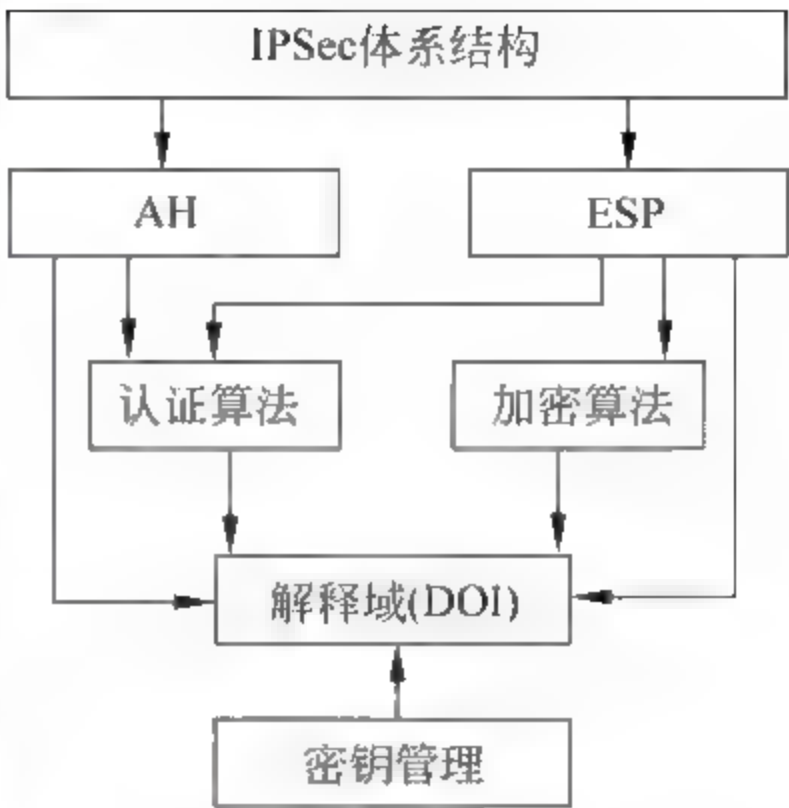 IPSec体系结构
AH
ESP
认证算法
加密算法
解释域(DOI)
密钥管理